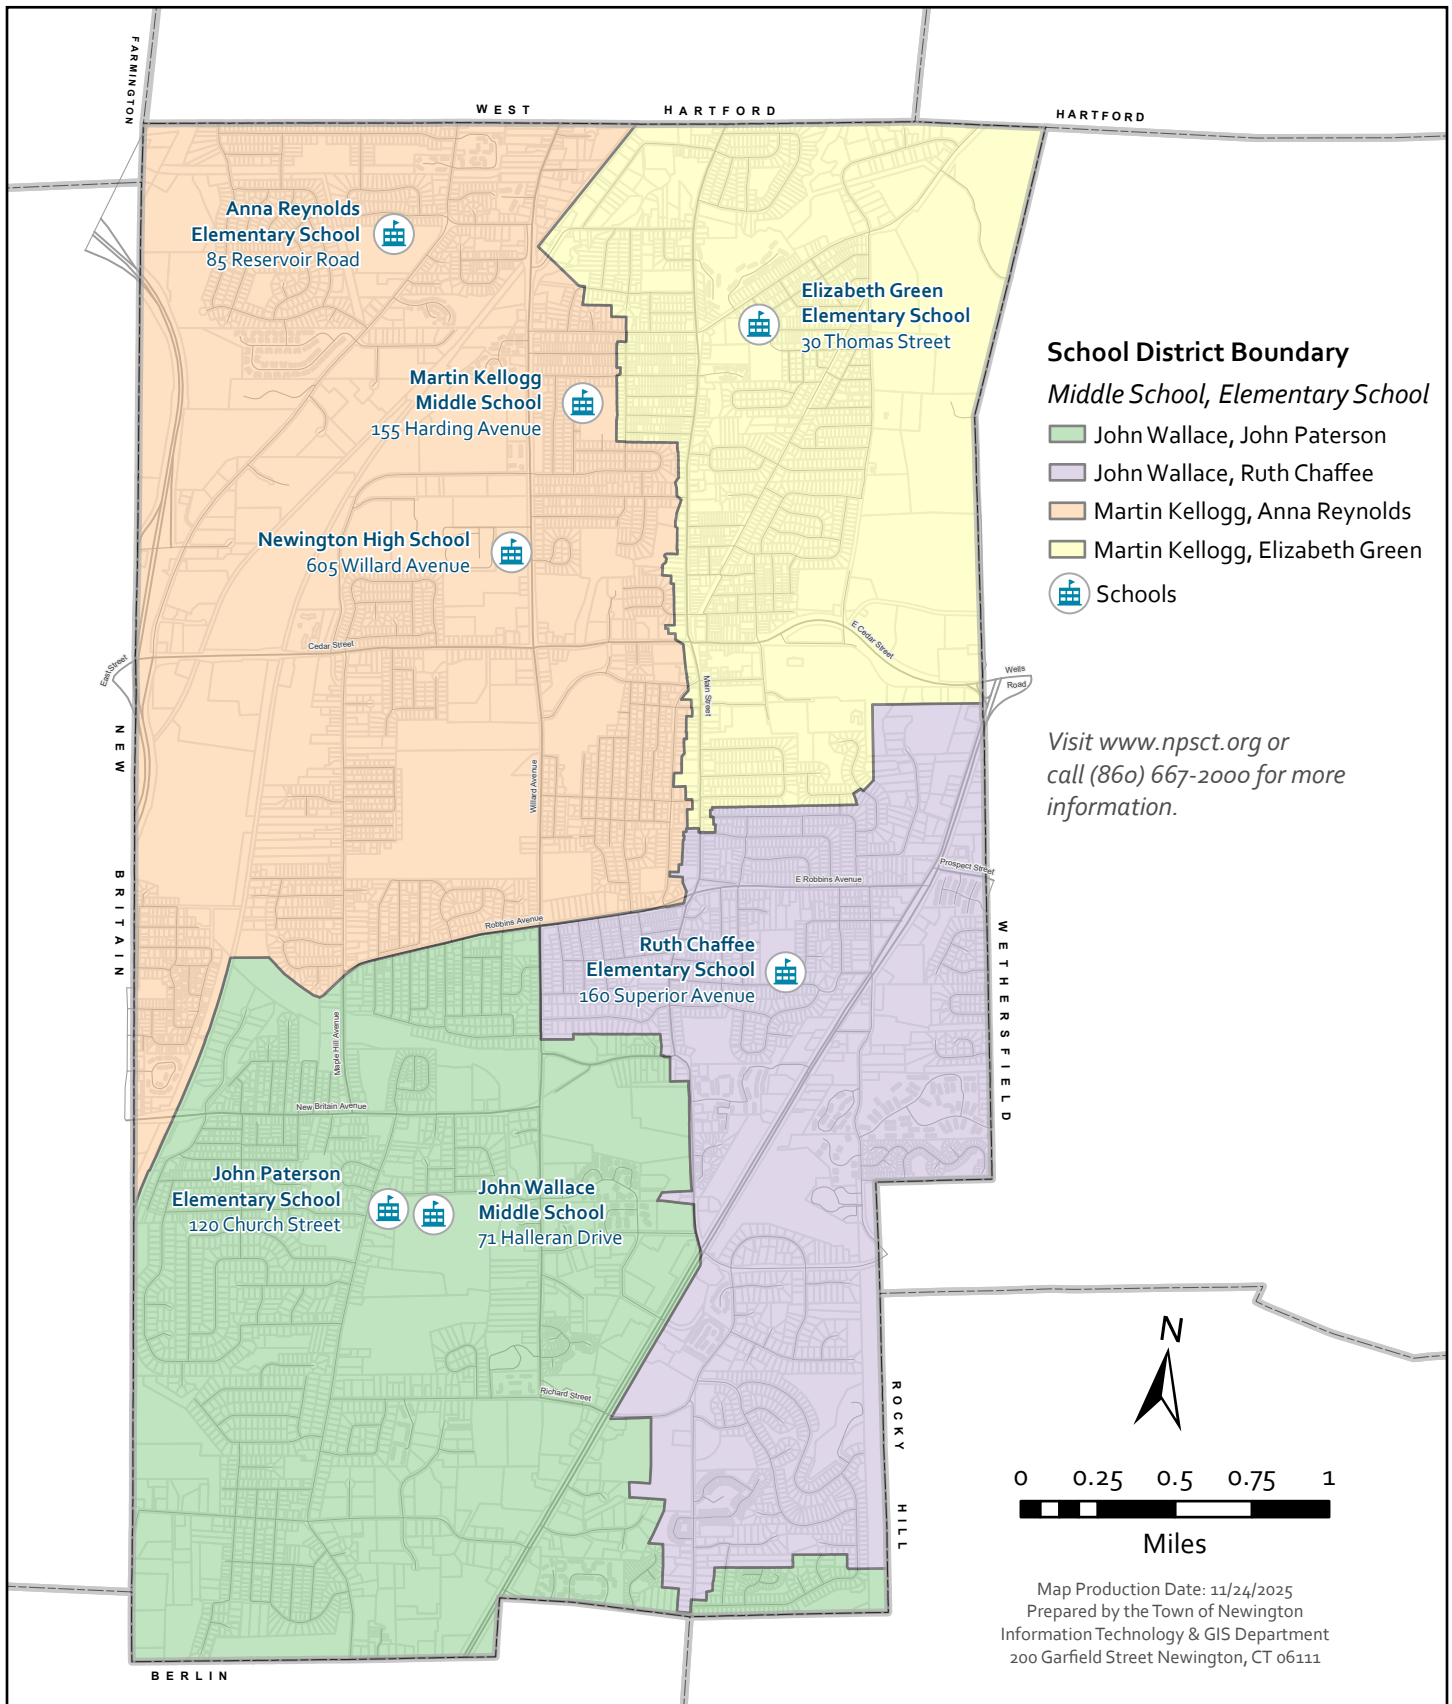 FARMINGTON
WEST HARTFORD
HARTFORD
Anna Reynolds
Elementary School
85 Reservoir Road
Elizabeth Green
Elementary School
30 Thomas Street
School District Boundary
Middle School, Elementary School
John Wallace, John Paterson
John Wallace, Ruth Chaffee
Martin Kellogg, Anna Reynolds
Martin Kellogg, Elizabeth Green
Schools
Martin Kellogg
Middle School
155 Harding Avenue
Newington High School
605 Willard Avenue
Cedar Street
E Cedar Street
East Street
Wells
Road
Main Street
NEW BRITAIN
Visit www.npsct.org or
call (860) 667-2000 for more
information.
Willard Avenue
Prospect Street
E Robbins Avenue
Robbins Avenue
WETHERSFIELD
Ruth Chaffee
Elementary School
160 Superior Avenue
Maple Hill Avenue
New Britain Avenue
John Paterson
Elementary School
120 Church Street
John Wallace
Middle School
71 Halleran Drive
Richard Street
ROCKY HILL
N
0 0.25 0.5 0.75 1
Miles
Map Production Date: 11/24/2025
Prepared by the Town of Newington
Information Technology & GIS Department
200 Garfield Street Newington, CT 06111
BERLIN